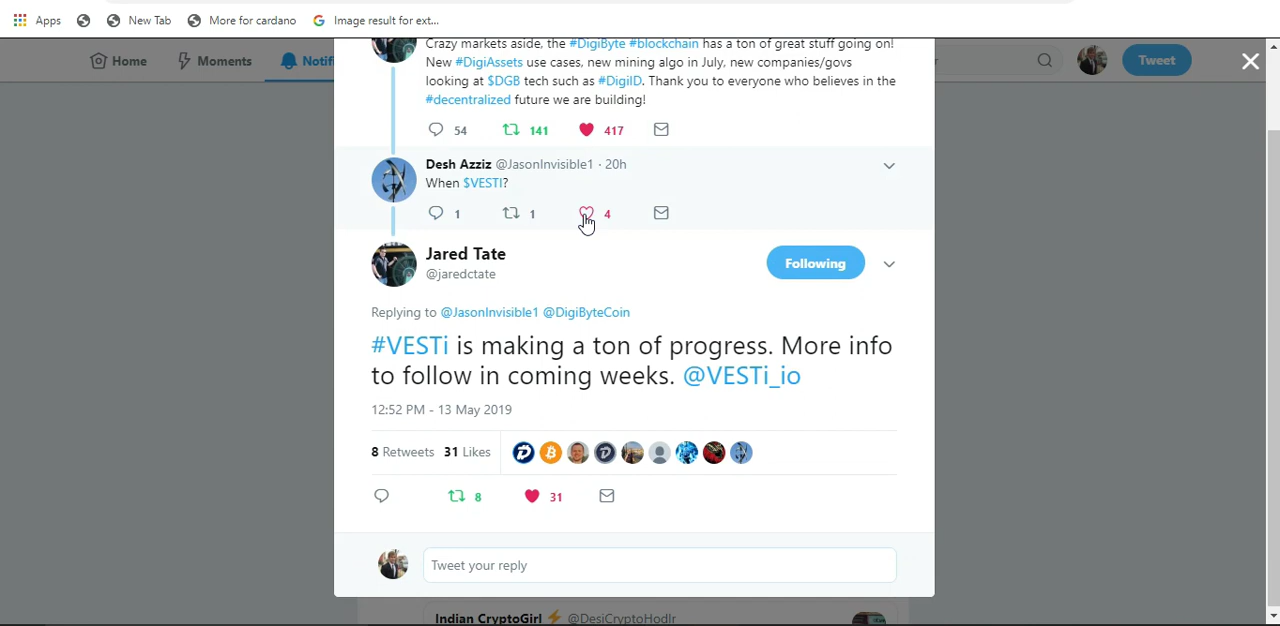 Apps New Tab More for cardano Image result for ext...
Home Moments Notifi Tweet
Crazy markets aside, the #DigiByte #blockchain has a ton of great stuff going on!
New #DigiAssets use cases, new mining algo in July, new companies/govs
looking at $DGB tech such as #DigiID. Thank you to everyone who believes in the
#decentralized future we are building!
54 141 417
Desh Azziz @JasonInvisible1 · 20h
When $VESTI?
1 1 4
Jared Tate
@jaredctate
Following
Replying to @JasonInvisible1 @DigiByteCoin
#VESTi is making a ton of progress. More info
to follow in coming weeks. @VESTi_io
12:52 PM - 13 May 2019
8 Retweets 31 Likes
8 31
Tweet your reply
Indian CryptoGirl @DesiCryptoHodlr